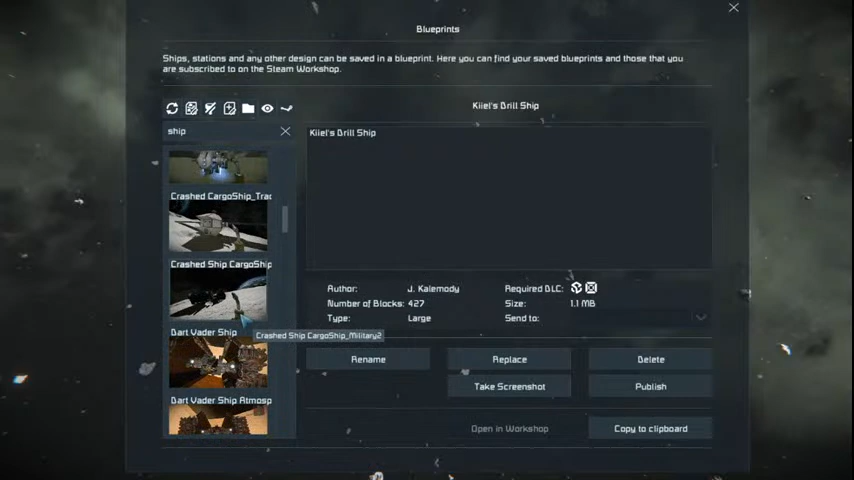 Blueprints
Ships, stations and any other design can be saved in a blueprint. Here you can find your saved blueprints and those that you
are subscribed to on the Steam Workshop.
Kiiel's Drill Ship
ship
Kiiel's Drill Ship
Crashed CargoShip_Trac
Crashed Ship CargoShip
Crashed Ship CargoShip_Military2
Dart Vader Ship
Dart Vader Ship Atmosp
Author: J. Kalemody
Required DLC:
Number of Blocks: 427
Size: 1.1 MB
Type: Large
Send to:
Rename
Replace
Delete
Take Screenshot
Publish
Open in Workshop
Copy to clipboard